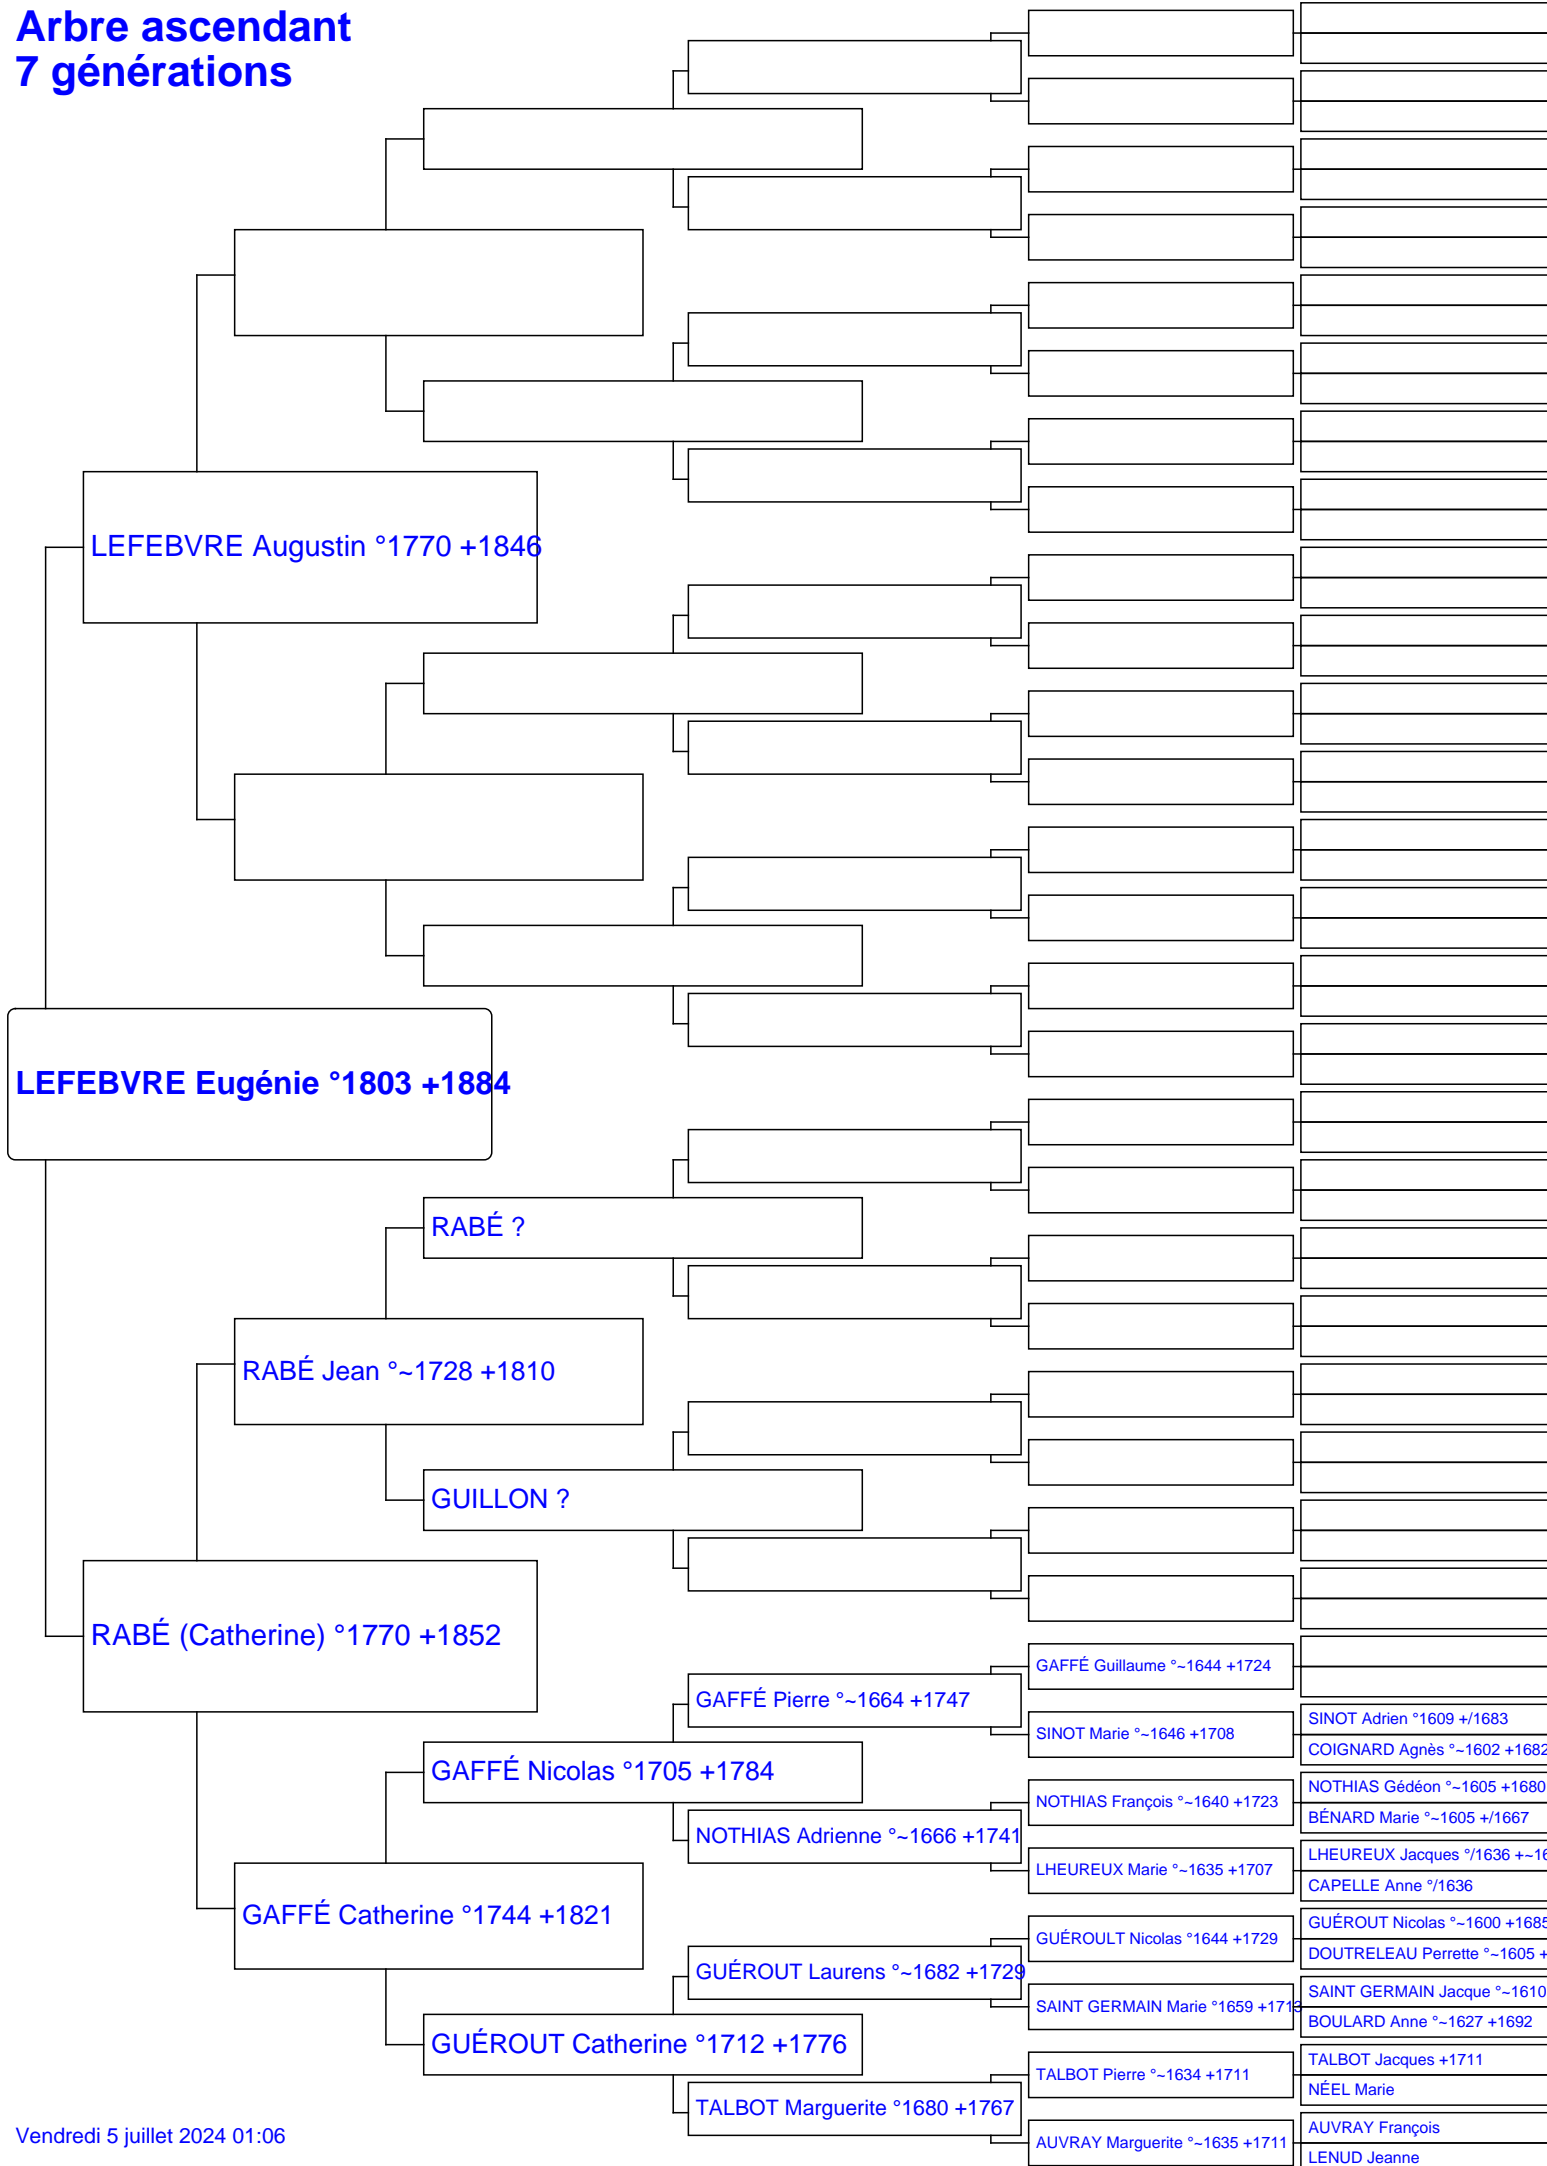 Arbre ascendant
7 générations
LEFEBVRE Augustin °1770 +1846
LEFEBVRE Eugénie °1803 +1884
RABÉ ?
RABÉ Jean °~1728 +1810
GUILLON ?
RABÉ (Catherine) °1770 +1852
GAFFÉ Guillaume °~1644 +1724
GAFFÉ Pierre °~1664 +1747
SINOT Marie °~1646 +1708
SINOT Adrien °1609 +/1683
COIGNARD Agnès °~1602 +1682
GAFFÉ Nicolas °1705 +1784
NOTHIAS François °~1640 +1723
NOTHIAS Gédéon °~1605 +1680
BÉNARD Marie °~1605 +/1667
NOTHIAS Adrienne °~1666 +1741
LHEUREUX Marie °~1635 +1707
LHEUREUX Jacques °/1636 +~16
CAPELLE Anne °/1636
GAFFÉ Catherine °1744 +1821
GUÉROULT Nicolas °1644 +1729
GUÉROUT Nicolas °~1600 +1685
DOUTRELEAU Perrette °~1605 +
GUÉROUT Laurens °~1682 +1729
SAINT GERMAIN Marie °1659 +1713
SAINT GERMAIN Jacque °~1610
BOULARD Anne °~1627 +1692
GUÉROUT Catherine °1712 +1776
TALBOT Pierre °~1634 +1711
TALBOT Jacques +1711
NÉEL Marie
TALBOT Marguerite °1680 +1767
AUVRAY Marguerite °~1635 +1711
AUVRAY François
LENUD Jeanne
Vendredi 5 juillet 2024 01:06